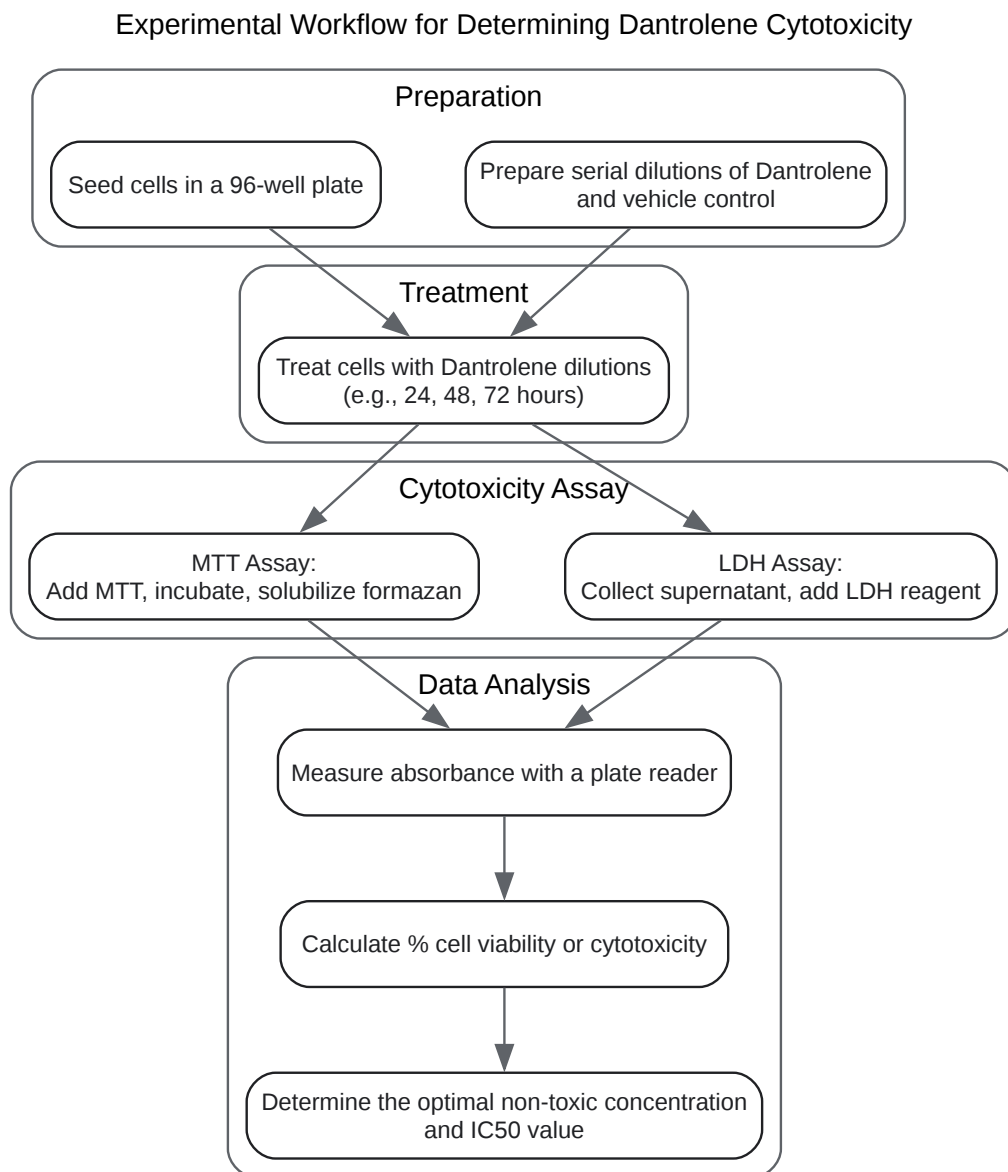 Experimental Workflow for Determining Dantrolene Cytotoxicity
Preparation
Seed cells in a 96-well plate
Prepare serial dilutions of Dantrolene
and vehicle control
Treatment
Treat cells with Dantrolene dilutions
(e.g., 24, 48, 72 hours)
Cytotoxicity Assay
MTT Assay:
Add MTT, incubate, solubilize formazan
LDH Assay:
Collect supernatant, add LDH reagent
Data Analysis
Measure absorbance with a plate reader
Calculate % cell viability or cytotoxicity
Determine the optimal non-toxic concentration
and IC50 value